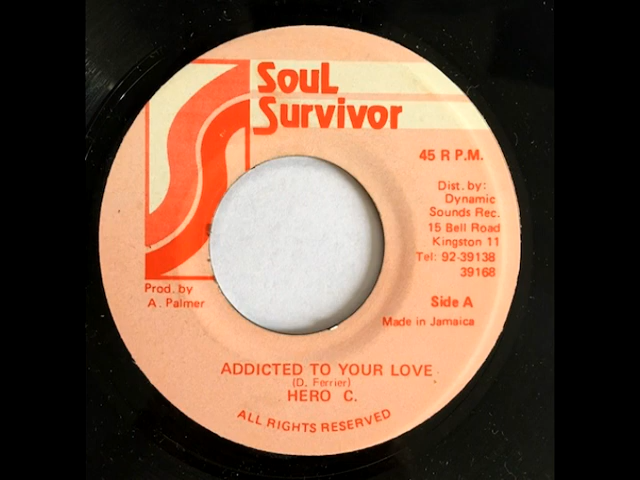 Soul
Survivor
45 R P.M.
Dist. by:
Dynamic
Sounds Rec.
15 Bell Road
Kingston 11
Tel: 92-39138
39168
Prod. by
A. Palmer
Side A
Made in Jamaica
ADDICTED TO YOUR LOVE
(D. Ferrier)
HERO C.
ALL RIGHTS RESERVED